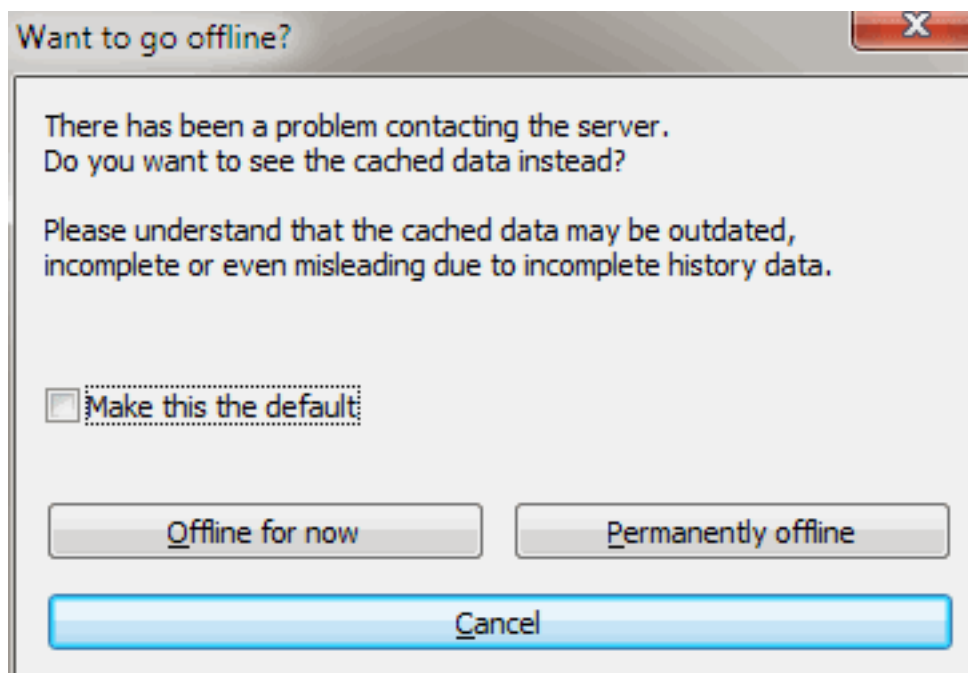 Want to go offline?
There has been a problem contacting the server.
Do you want to see the cached data instead?
Please understand that the cached data may be outdated,
incomplete or even misleading due to incomplete history data.
Make this the default
Offline for now
Permanently offline
Cancel